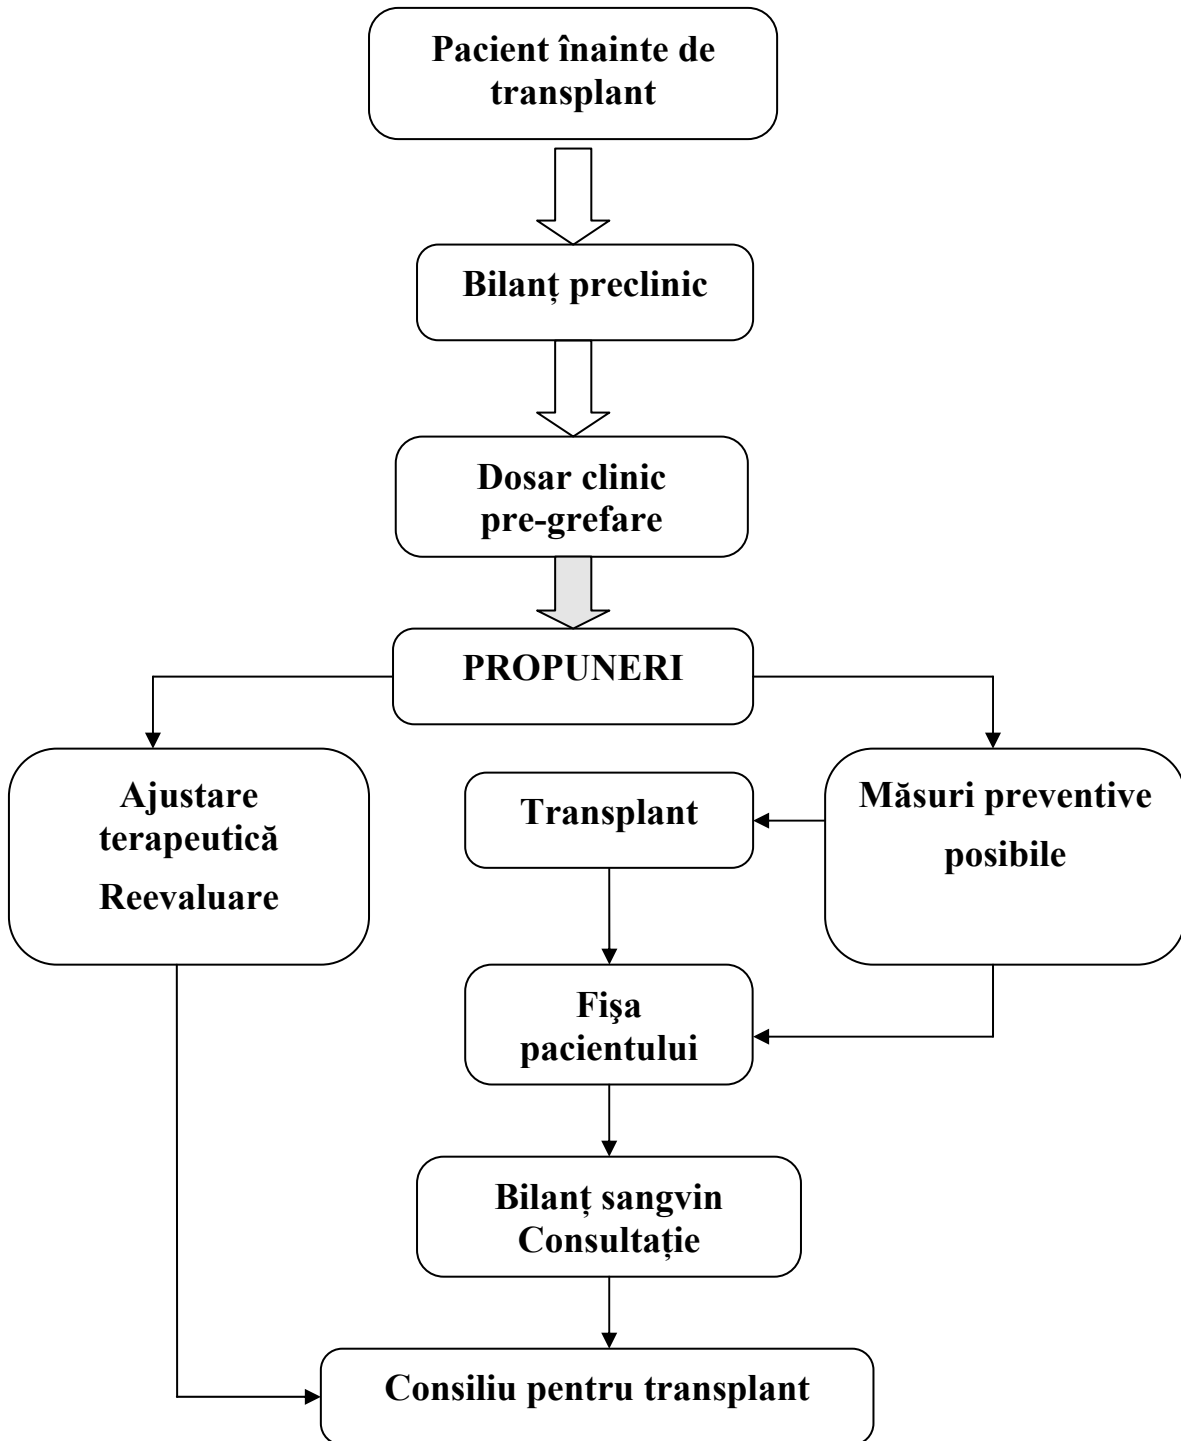 Pacient înainte de
transplant
Bilanț preclinic
Dosar clinic
pre-grefare
PROPUNERI
Ajustare
terapeutică
Reevaluare
Transplant
Măsuri preventive
posibile
Fişa
pacientului
Bilanț sangvin
Consultație
Consiliu pentru transplant